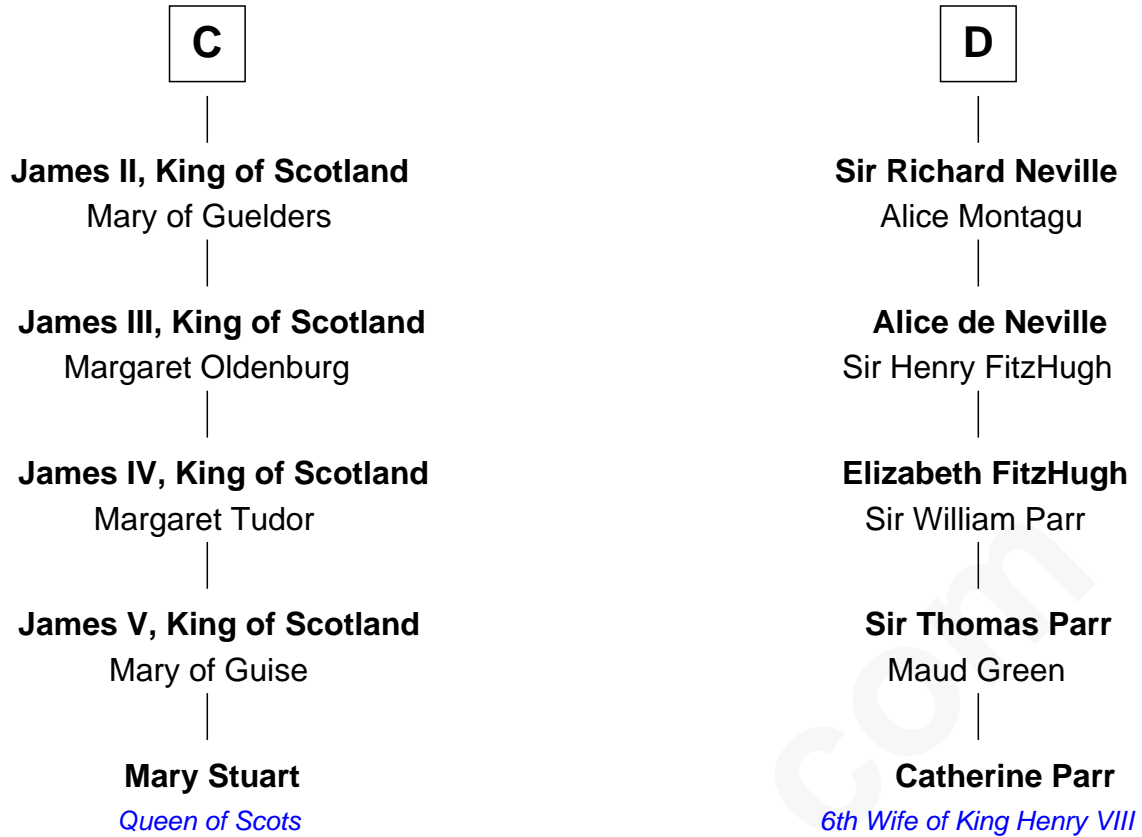 C
James II, King of Scotland
Mary of Guelders
James III, King of Scotland
Margaret Oldenburg
James IV, King of Scotland
Margaret Tudor
James V, King of Scotland
Mary of Guise
Mary Stuart
Queen of Scots
D
Sir Richard Neville
Alice Montagu
Alice de Neville
Sir Henry FitzHugh
Elizabeth FitzHugh
Sir William Parr
Sir Thomas Parr
Maud Green
Catherine Parr
6th Wife of King Henry VIII
com